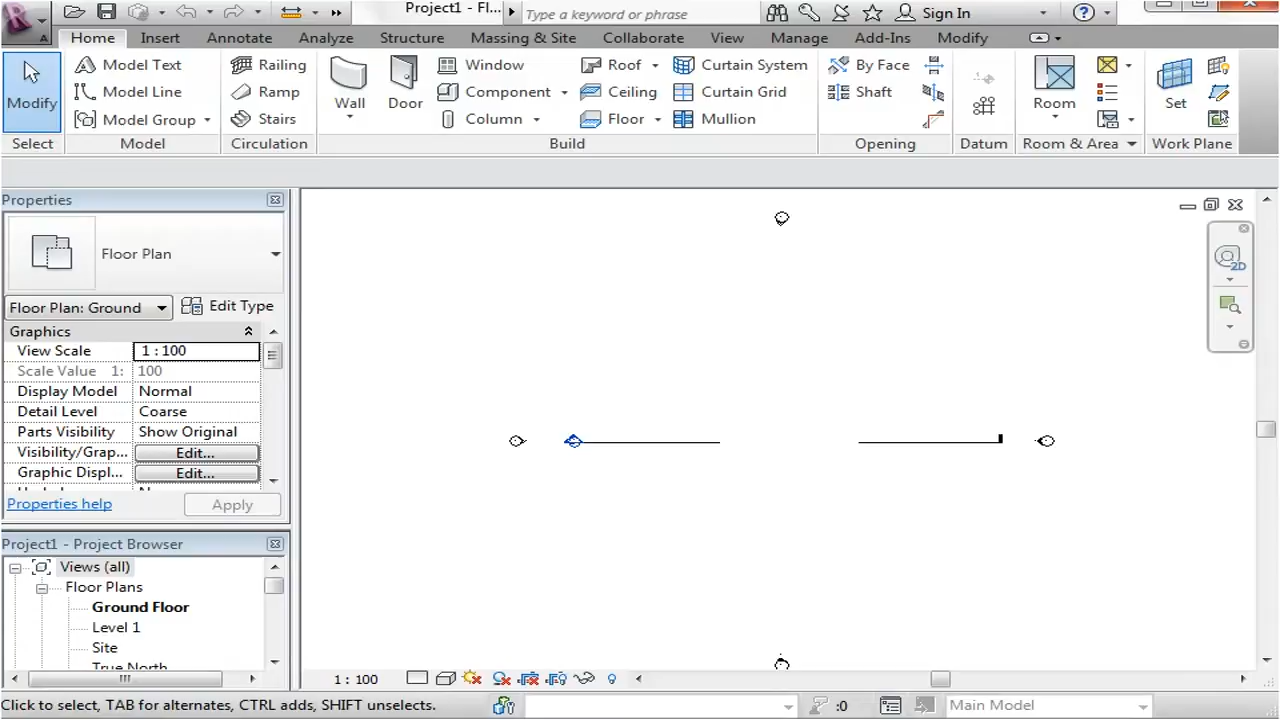 Project1 - Fl...
Type a keyword or phrase
Sign In
Home Insert Annotate Analyze Structure Massing & Site Collaborate View Manage Add-Ins Modify
Modify
Model Text
Model Line
Model Group
Railing
Ramp
Stairs
Wall
Door
Window
Component
Column
Roof
Ceiling
Floor
Curtain System
Curtain Grid
Mullion
By Face
Shaft
Room
Set
Select Model Circulation Build Opening Datum Room & Area Work Plane
Properties
Floor Plan
Floor Plan: Ground
Edit Type
Graphics
View Scale 1 : 100
Scale Value 1: 100
Display Model Normal
Detail Level Coarse
Parts Visibility Show Original
Visibility/Grap... Edit...
Graphic Displ... Edit...
Properties help
Apply
2D
Project1 - Project Browser
Views (all)
Floor Plans
Ground Floor
Level 1
Site
True North
1 : 100
Click to select, TAB for alternates, CTRL adds, SHIFT unselects.
:0
Main Model